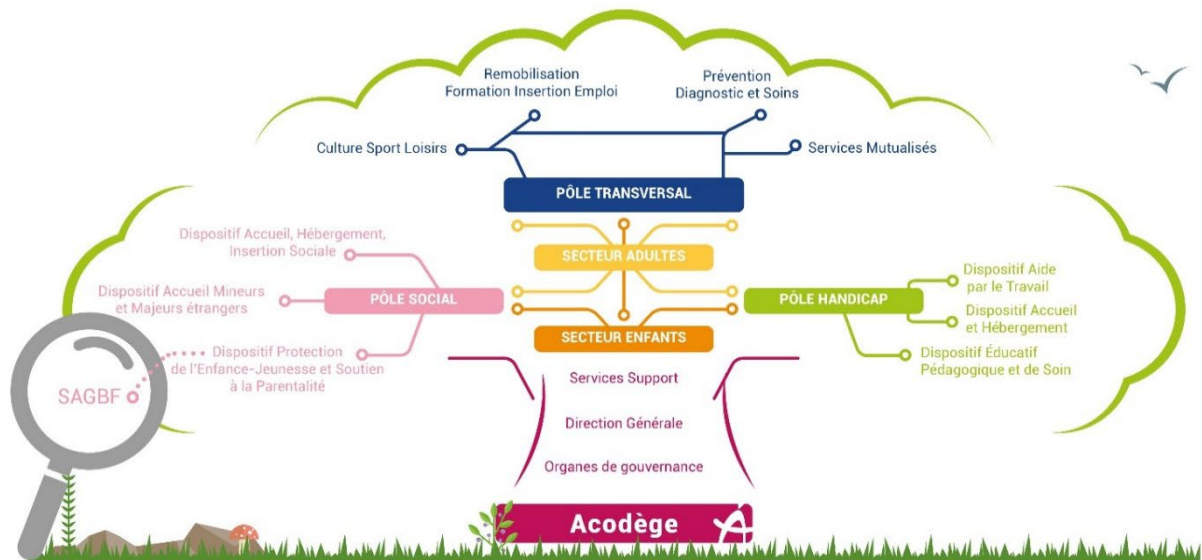 Remobilisation
Formation Insertion Emploi
Prévention
Diagnostic et Soins
Culture Sport Loisirs
Services Mutualisés
PÔLE TRANSVERSAL
Dispositif Accueil, Hébergement,
Insertion Sociale
SECTEUR ADULTES
Dispositif Aide
par le Travail
Dispositif Accueil Mineurs
et Majeurs étrangers
PÔLE SOCIAL
PÔLE HANDICAP
Dispositif Accueil
et Hébergement
SECTEUR ENFANTS
Dispositif Protection
de l'Enfance-Jeunesse et Soutien
à la Parentalité
Dispositif Éducatif
Pédagogique et de Soin
SAGBF
Services Support
Direction Générale
Organes de gouvernance
Acodège